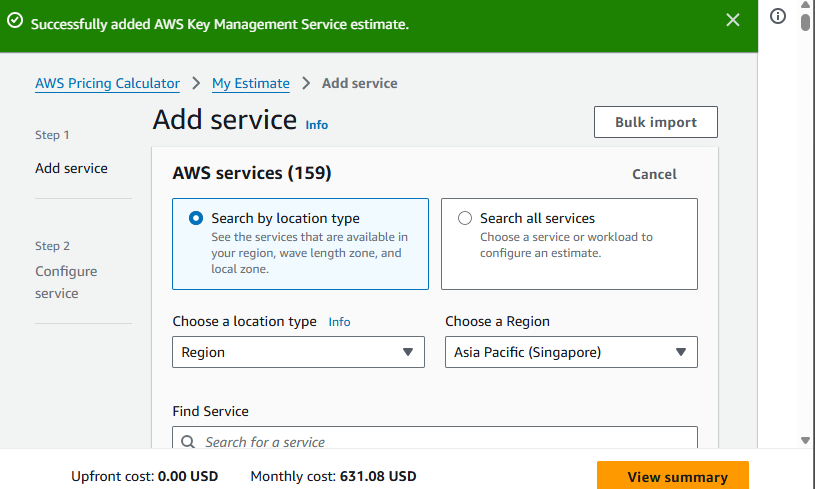 Successfully added AWS Key Management Service estimate.
AWS Pricing Calculator > My Estimate > Add service
Step 1
Add service
Step 2
Configure
service
Add service Info
Bulk import
AWS services (159)
Cancel
Search by location type
See the services that are available in
your region, wave length zone, and
local zone.
Search all services
Choose a service or workload to
configure an estimate.
Choose a location type Info
Region
Choose a Region
Asia Pacific (Singapore)
Find Service
Search for a service
Upfront cost: 0.00 USD
Monthly cost: 631.08 USD
View summary